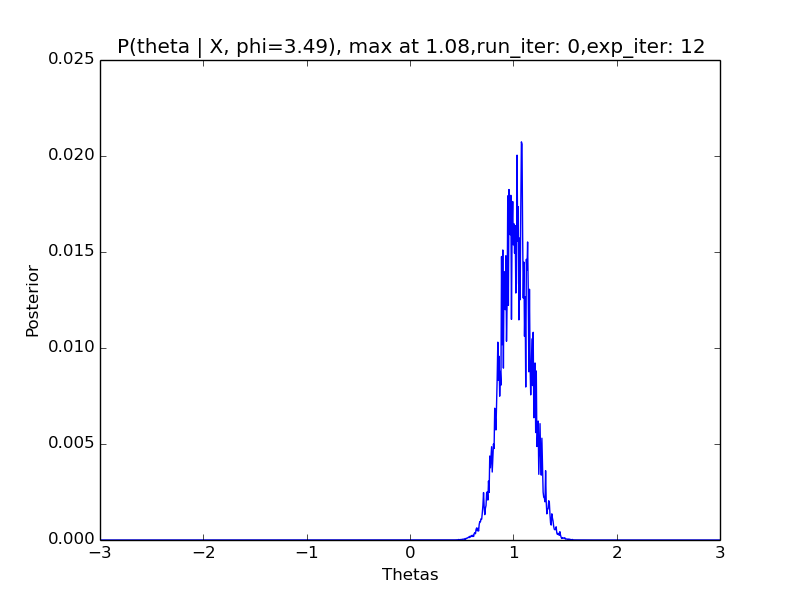 P(theta | X, phi=3.49), max at 1.08,run_iter: 0,exp_iter: 12
0.025
0.020
0.015
0.010
0.005
0.000
Posterior
−3 −2 −1 0 1 2 3
Thetas